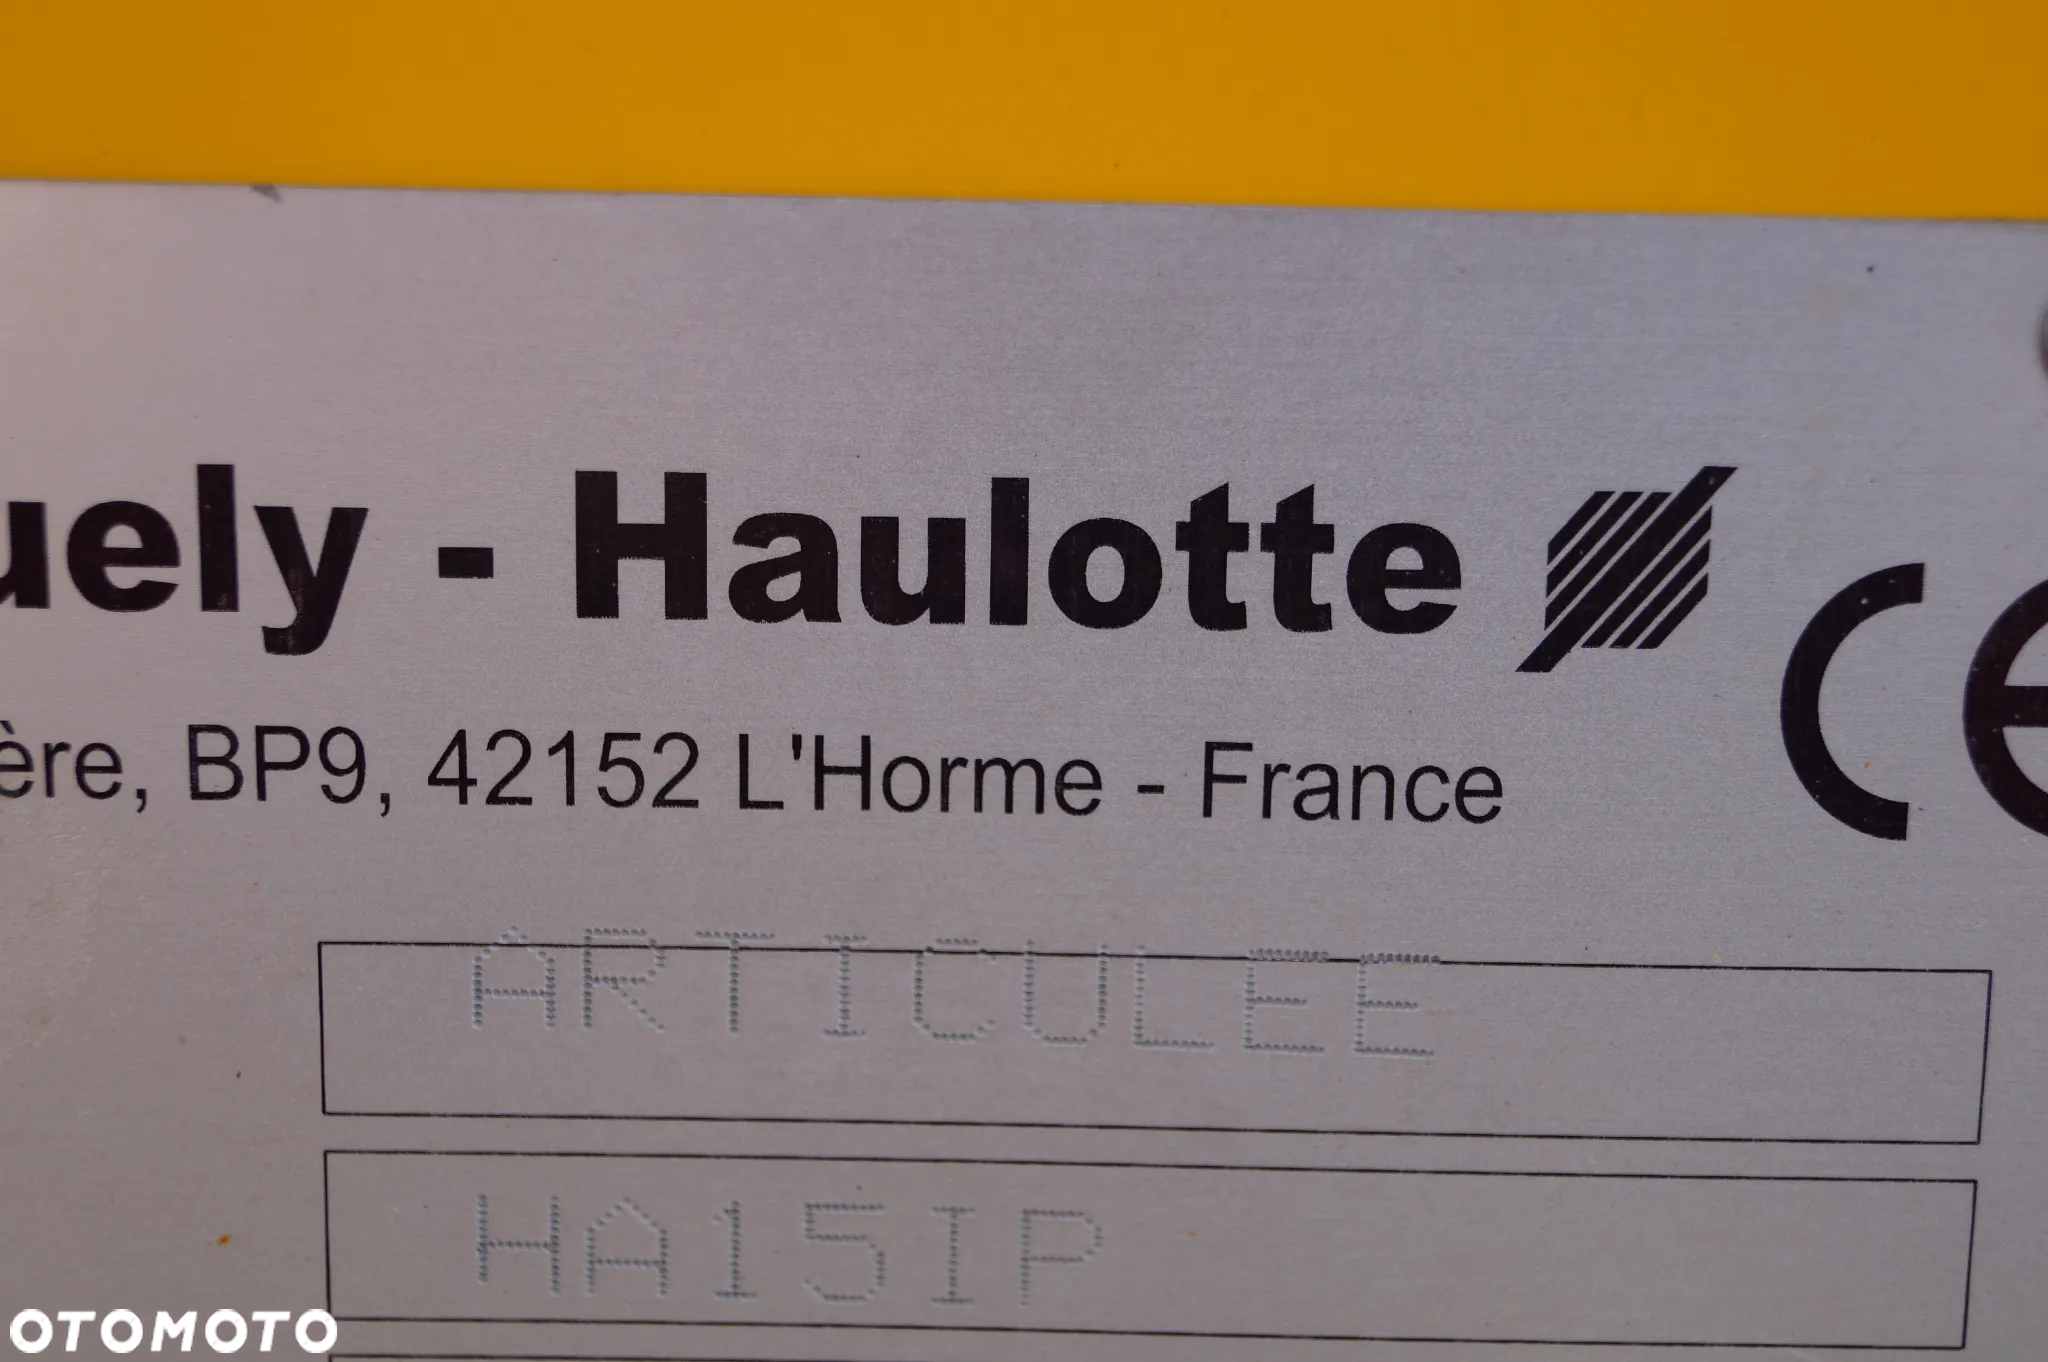 uely - Haulotte
ère, BP9, 42152 L'Horme - France
CE
ARTICULEE
HA15IP
OTOMOTO